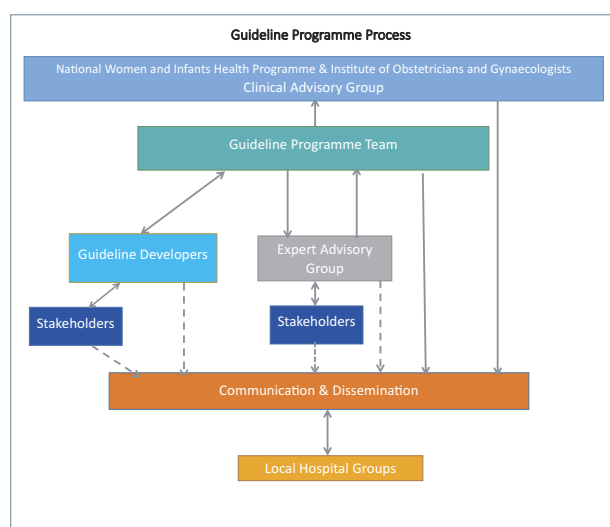 Guideline Programme Process
National Women and Infants Health Programme & Institute of Obstetricians and Gynaecologists
Clinical Advisory Group
Guideline Programme Team
Guideline Developers
Expert Advisory
Group
Stakeholders
Stakeholders
Communication & Dissemination
Local Hospital Groups